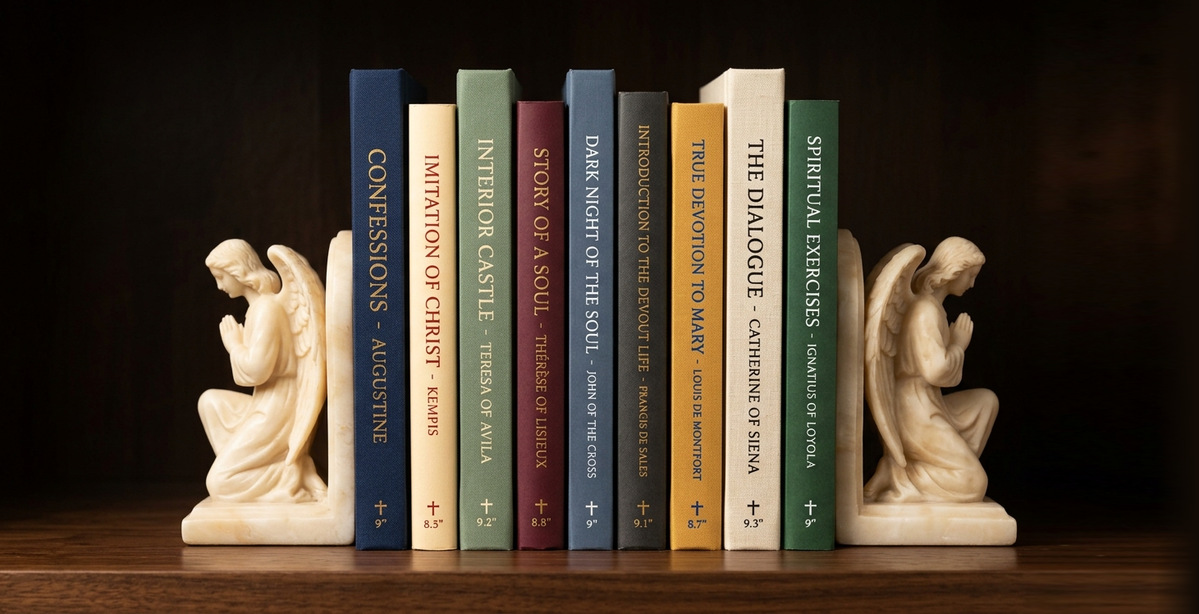 CONFESSIONS - AUGUSTINE
9"
IMITATION OF CHRIST - KEMPIS
8.5"
INTERIOR CASTLE - TERESA OF AVILA
9.2"
STORY OF A SOUL - THÉRÈSE OF LISIEUX
8.8"
DARK NIGHT OF THE SOUL - JOHN OF THE CROSS
9"
INTRODUCTION TO THE DEVOUT LIFE - FRANCIS DE SALES
9.1"
TRUE DEVOTION TO MARY - LOUIS DE MONTFORT
8.7"
THE DIALOGUE - CATHERINE OF SIENA
9.3"
SPIRITUAL EXERCISES - IGNATIUS OF LOYOLA
9"